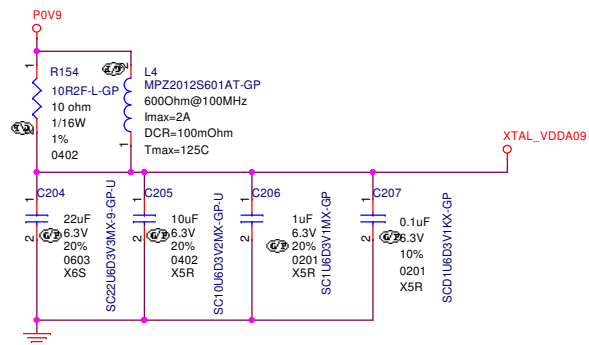 P0V9
1
R154
10R2F-L-GP
10 ohm
1/16W
1%
0402
2
L4
MPZ2012S601AT-GP
600Ohm@100MHz
Imax=2A
DCR=100mOhm
Tmax=125C
1
XTAL_VDDA09
C204
1
2
22uF
6.3V
20%
0603
X6S
SC22U6D3V3MX-9-GP-U
C205
1
2
10uF
6.3V
20%
0402
X5R
SC10U6D3V2MX-GP-U
C206
1
2
1uF
6.3V
20%
0201
X5R
SC1U6D3V1MX-GP
C207
1
2
0.1uF
6.3V
10%
0201
X5R
SCD1U6D3V1KX-GP